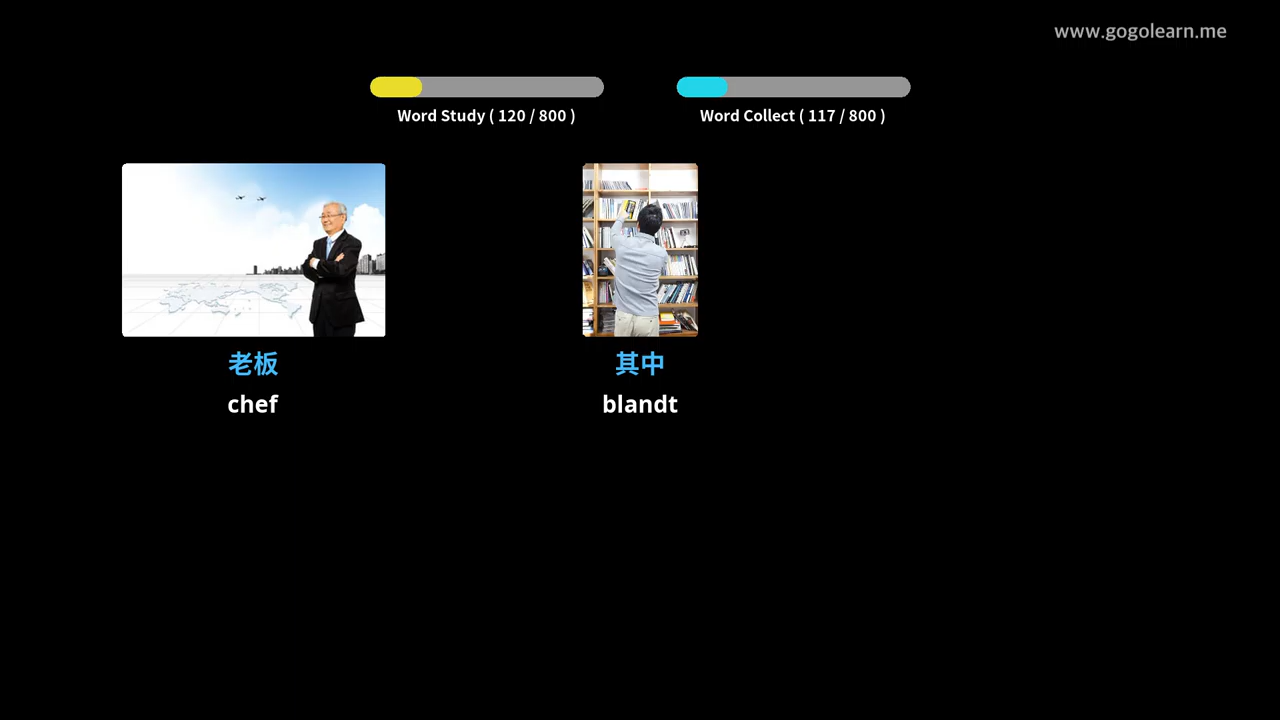 www.gogolearn.me
Word Study ( 120 / 800 )
Word Collect ( 117 / 800 )
老板
chef
其中
blandt